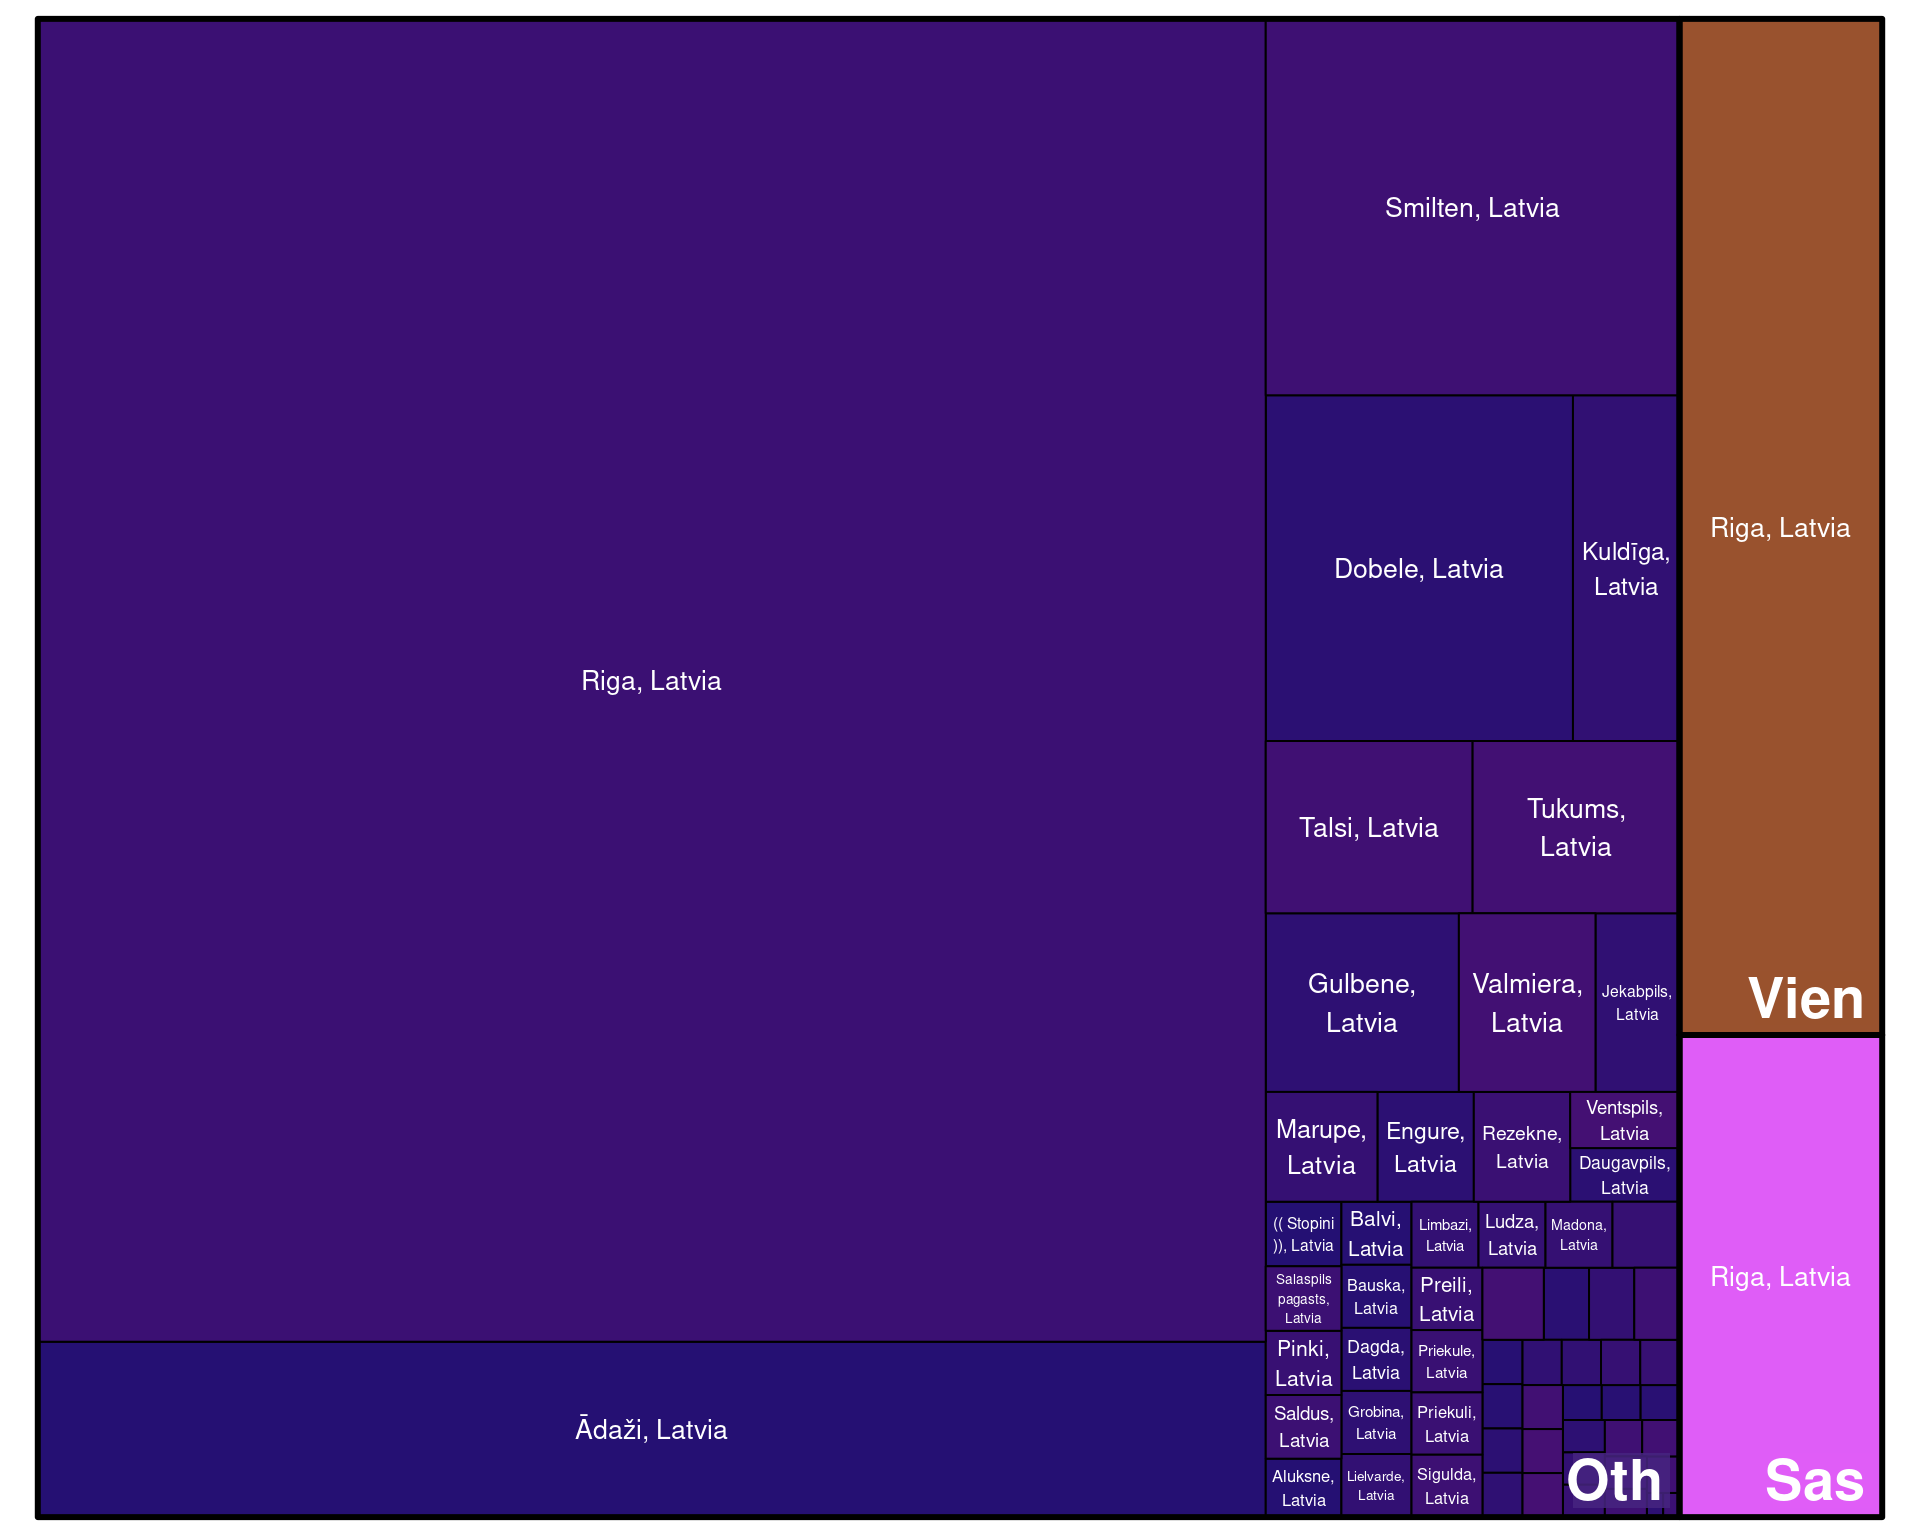 Riga, Latvia
Ādaži, Latvia
Smilten, Latvia
Dobele, Latvia
Kuldīga,
Latvia
Talsi, Latvia
Tukums,
Latvia
Gulbene,
Latvia
Valmiera,
Latvia
Jekabpils,
Latvia
Marupe,
Latvia
Engure,
Latvia
Rezekne,
Latvia
Ventspils,
Latvia
Daugavpils,
Latvia
(( Stopini
)), Latvia
Balvi,
Latvia
Limbazi,
Latvia
Ludza,
Latvia
Madona,
Latvia
Salaspils
pagasts,
Latvia
Bauska,
Latvia
Preili,
Latvia
Pinki,
Latvia
Dagda,
Latvia
Priekule,
Latvia
Saldus,
Latvia
Grobina,
Latvia
Priekuli,
Latvia
Aluksne,
Latvia
Lielvarde,
Latvia
Sigulda,
Latvia
Oth
Riga, Latvia
Vien
Riga, Latvia
Sas